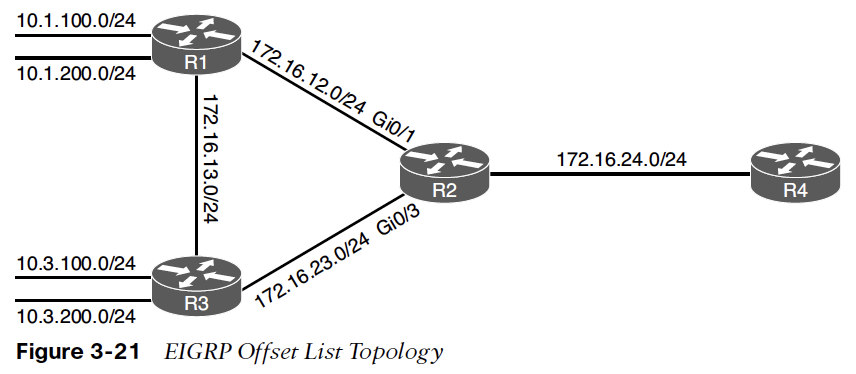 10.1.100.0/24
R1
10.1.200.0/24
172.16.12.0/24 Gi0/1
172.16.13.0/24
R2
172.16.24.0/24
R4
172.16.23.0/24 Gi0/3
10.3.100.0/24
R3
10.3.200.0/24
Figure 3-21 EIGRP Offset List Topology